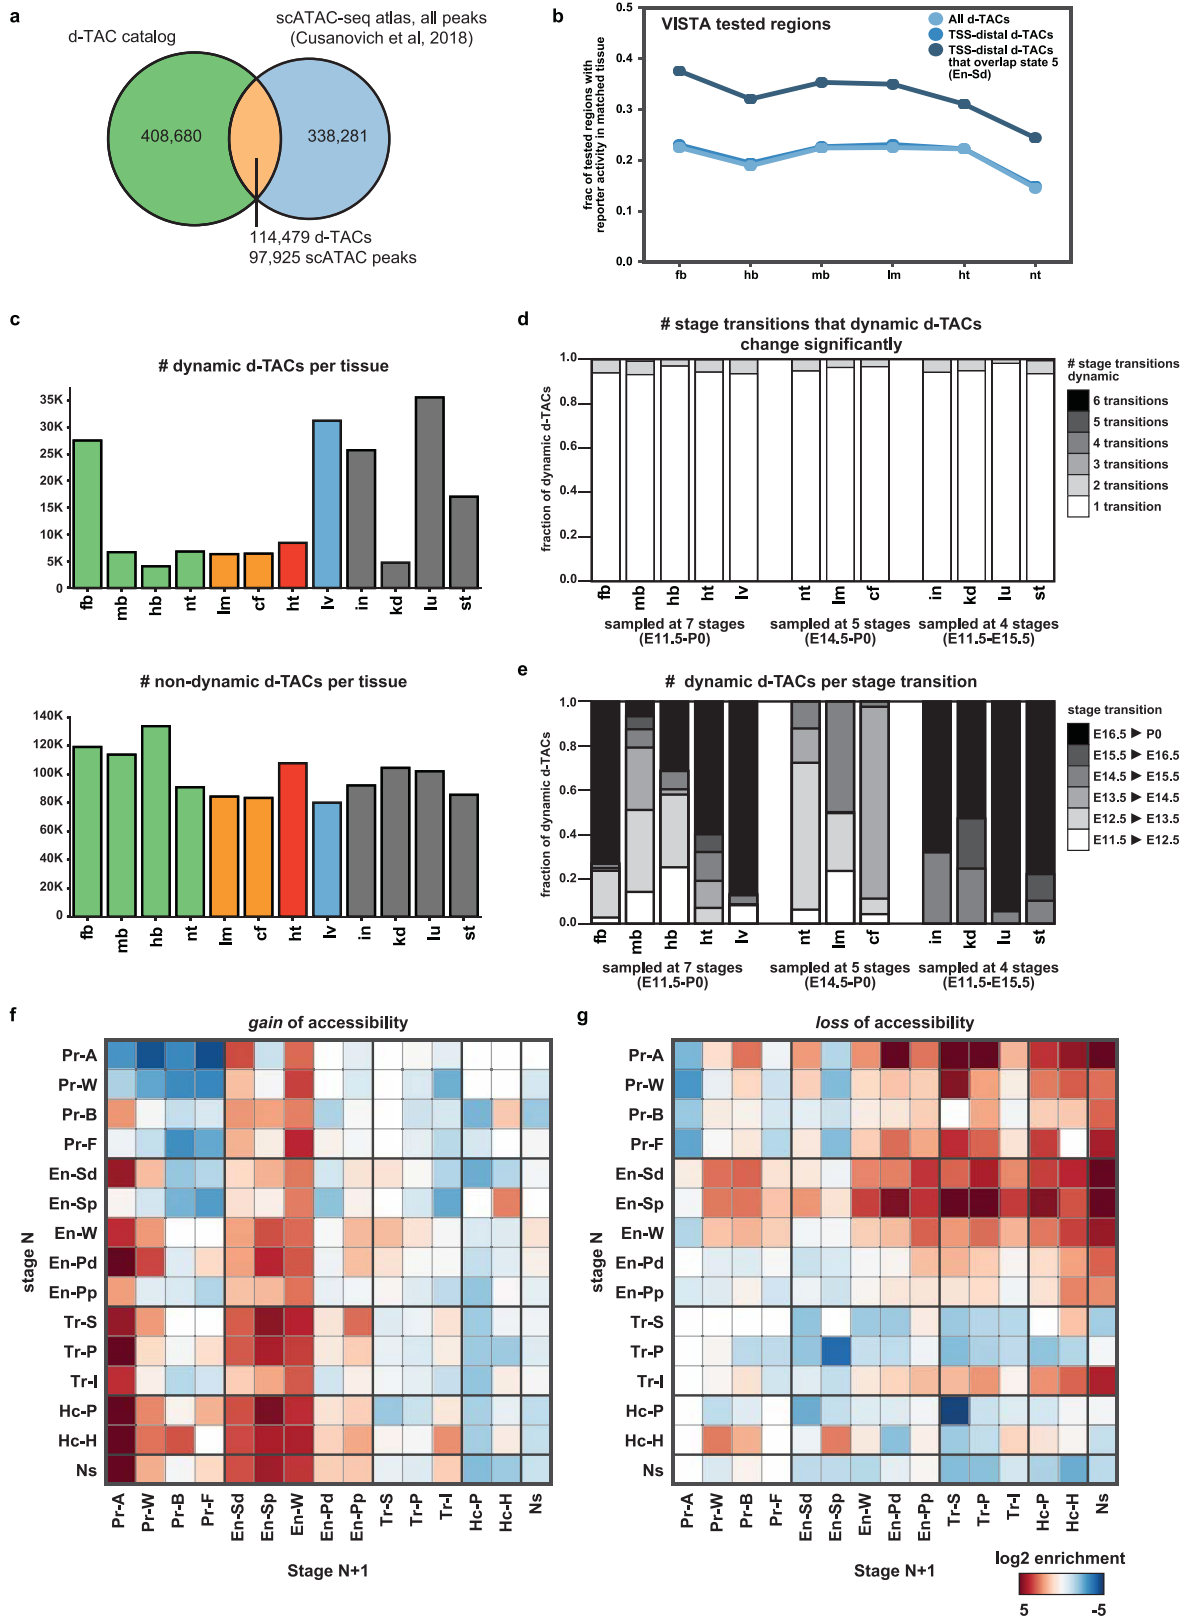 a
d-TAC catalog
scATAC-seq atlas, all peaks
(Cusanovich et al, 2018)
408,680
338,281
114,479 d-TACs
97,925 scATAC peaks
b
VISTA tested regions
All d-TACs
TSS-distal d-TACs
TSS-distal d-TACs
that overlap state 5
(En-Sd)
frac of tested regions with
reporter activity in matched tissue
0.5
0.4
0.3
0.2
0.1
0.0
fb hb mb lm ht nt
c
# dynamic d-TACs per tissue
35K
30K
25K
20K
15K
10K
5K
0
fb mb hb nt lm cf ht lv in kd lu st
# non-dynamic d-TACs per tissue
140K
120K
100K
80K
60K
40K
20K
0
fb mb hb nt lm cf ht lv in kd lu st
d
# stage transitions that dynamic d-TACs
change significantly
fraction of dynamic d-TACs
1.0
0.8
0.6
0.4
0.2
0.0
fb mb hb ht lv nt lm cf in kd lu st
sampled at 7 stages
(E11.5-P0)
sampled at 5 stages
(E14.5-P0)
sampled at 4 stages
(E11.5-E15.5)
# stage transitions
dynamic
6 transitions
5 transitions
4 transitions
3 transitions
2 transitions
1 transition
e
# dynamic d-TACs per stage transition
fraction of dynamic d-TACs
1.0
0.8
0.6
0.4
0.2
0.0
fb mb hb ht lv nt lm cf in kd lu st
sampled at 7 stages
(E11.5-P0)
sampled at 5 stages
(E14.5-P0)
sampled at 4 stages
(E11.5-E15.5)
stage transition
E16.5 ► P0
E15.5 ► E16.5
E14.5 ► E15.5
E13.5 ► E14.5
E12.5 ► E13.5
E11.5 ► E12.5
f
gain of accessibility
stage N
Pr-A
Pr-W
Pr-B
Pr-F
En-Sd
En-Sp
En-W
En-Pd
En-Pp
Tr-S
Tr-P
Tr-I
Hc-P
Hc-H
Ns
Pr-A Pr-W Pr-B Pr-F En-Sd En-Sp En-W En-Pd En-Pp Tr-S Tr-P Tr-I Hc-P Hc-H Ns
Stage N+1
g
loss of accessibility
stage N
Pr-A
Pr-W
Pr-B
Pr-F
En-Sd
En-Sp
En-W
En-Pd
En-Pp
Tr-S
Tr-P
Tr-I
Hc-P
Hc-H
Ns
Pr-A Pr-W Pr-B Pr-F En-Sd En-Sp En-W En-Pd En-Pp Tr-S Tr-P Tr-I Hc-P Hc-H Ns
Stage N+1
log2 enrichment
5 -5